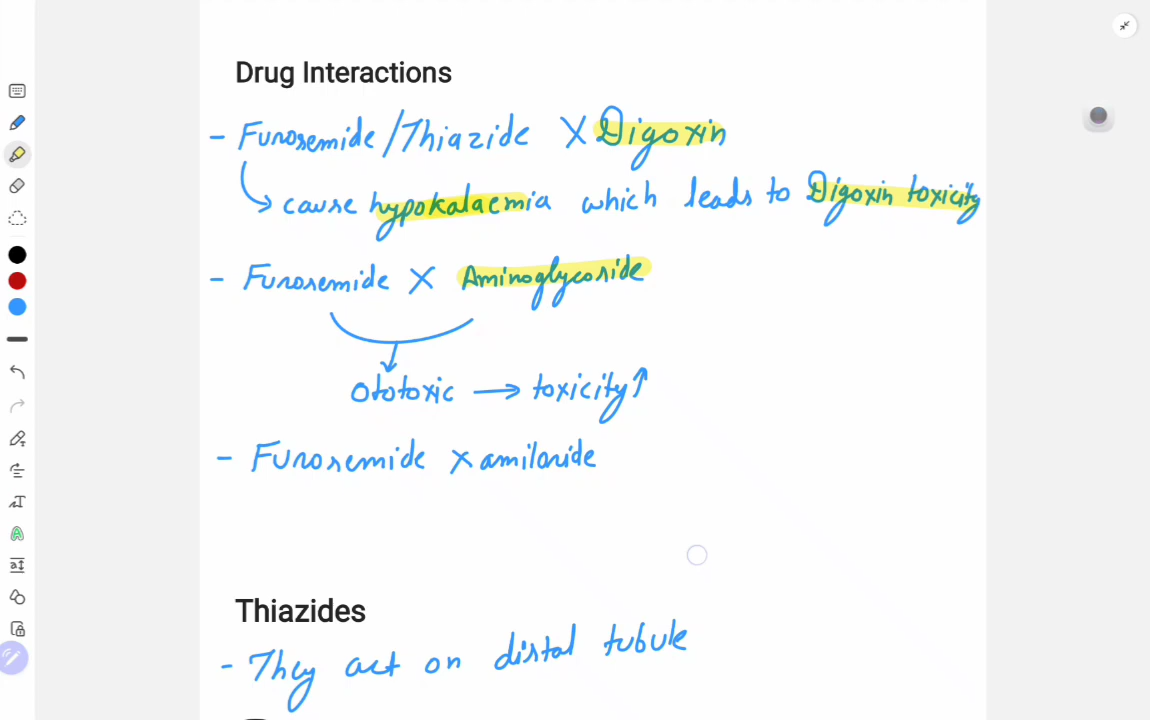 Drug Interactions
- Furosemide/Thiazide X Digoxin
cause hypokalaemia which leads to Digoxin toxicity
- Furosemide X Aminoglycoside
Ototoxic → toxicity↑
- Furosemide x amiloride
Thiazides
- They act on distal tubule